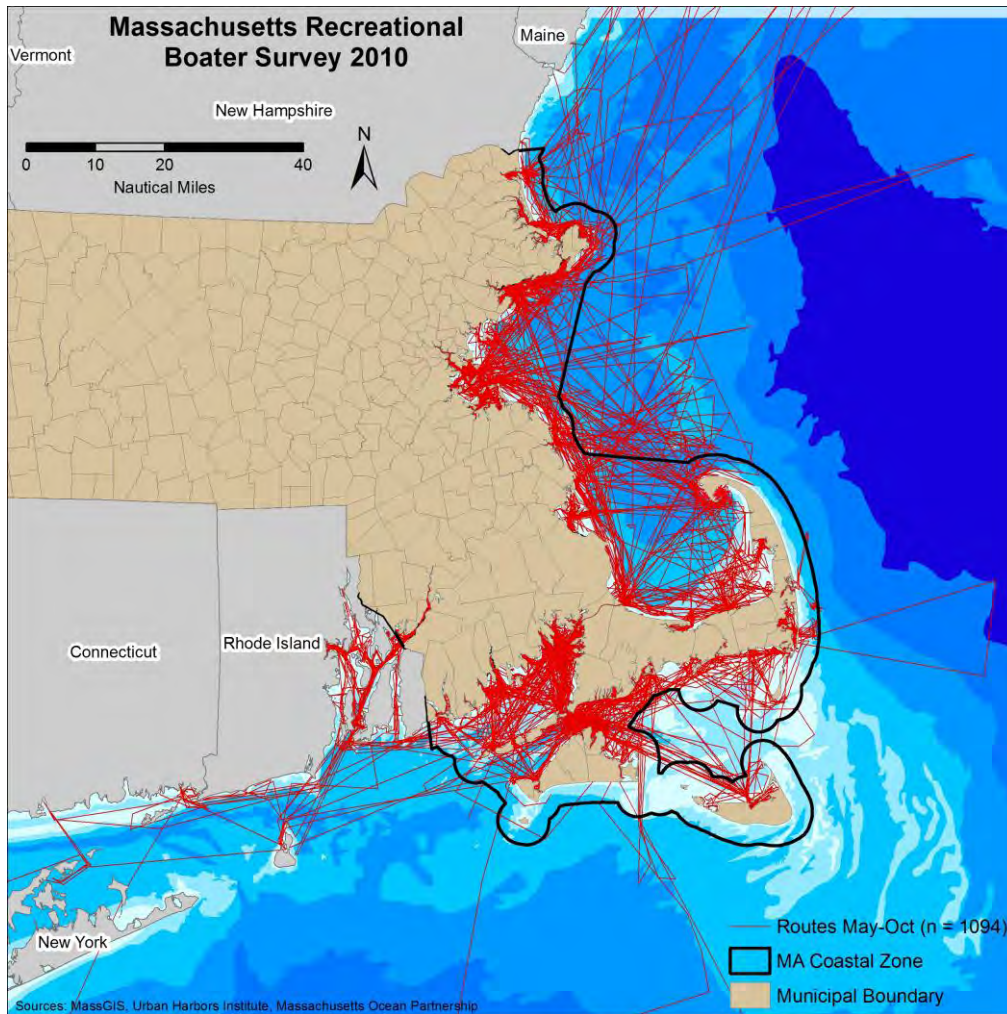 Massachusetts Recreational
Boater Survey 2010
Maine
Vermont
New Hampshire
N
0 10 20 40
Nautical Miles
Rhode Island
Connecticut
New York
Routes May-Oct (n = 1094)
MA Coastal Zone
Municipal Boundary
Sources: MassGIS, Urban Harbors Institute, Massachusetts Ocean Partnership